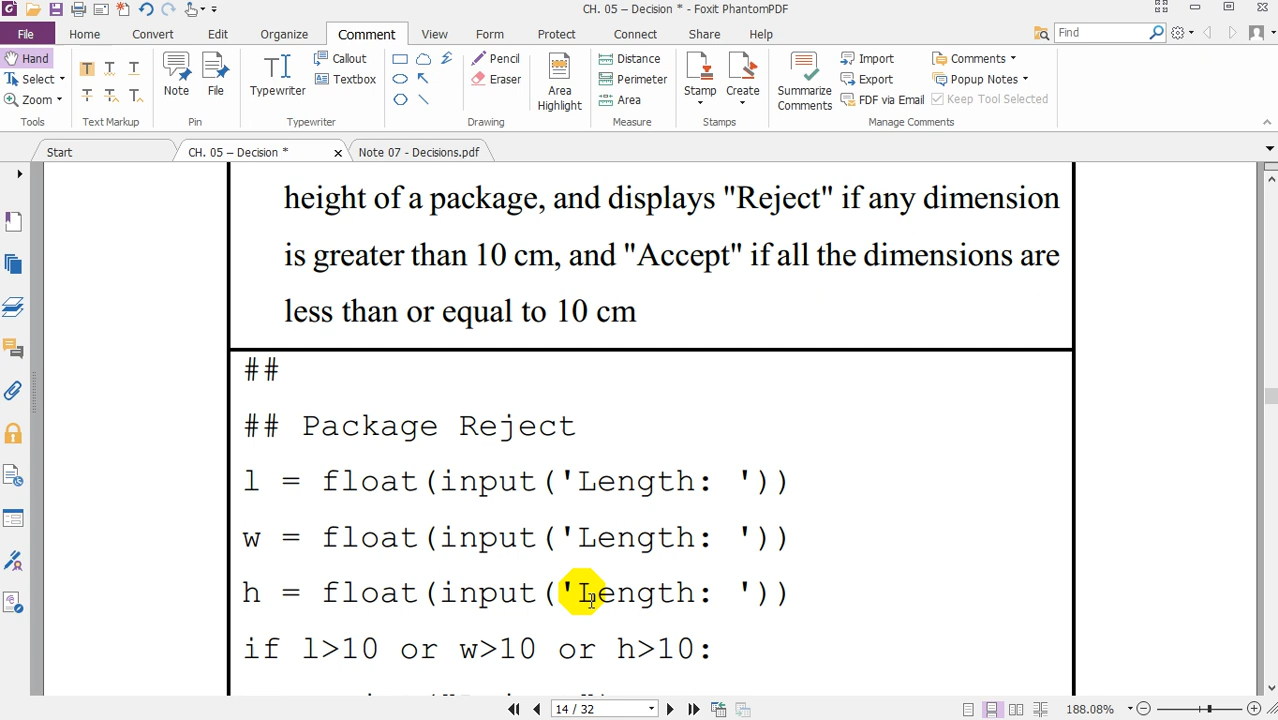 CH. 05 – Decision * - Foxit PhantomPDF
File Home Convert Edit Organize Comment View Form Protect Connect Share Help Find
Hand
Select
Zoom
Tools
Text Markup
Note
File
Pin
Typewriter
Callout
Textbox
Typewriter
Pencil
Eraser
Area Highlight
Drawing
Distance
Perimeter
Area
Measure
Stamp
Create
Stamps
Summarize Comments
Import
Export
FDF via Email
Comments
Popup Notes
Keep Tool Selected
Manage Comments
Start CH. 05 – Decision * Note 07 - Decisions.pdf
height of a package, and displays "Reject" if any dimension
is greater than 10 cm, and "Accept" if all the dimensions are
less than or equal to 10 cm
##
## Package Reject
l = float(input('Length: '))
w = float(input('Length: '))
h = float(input('Length: '))
if l>10 or w>10 or h>10:
14 / 32
188.08%